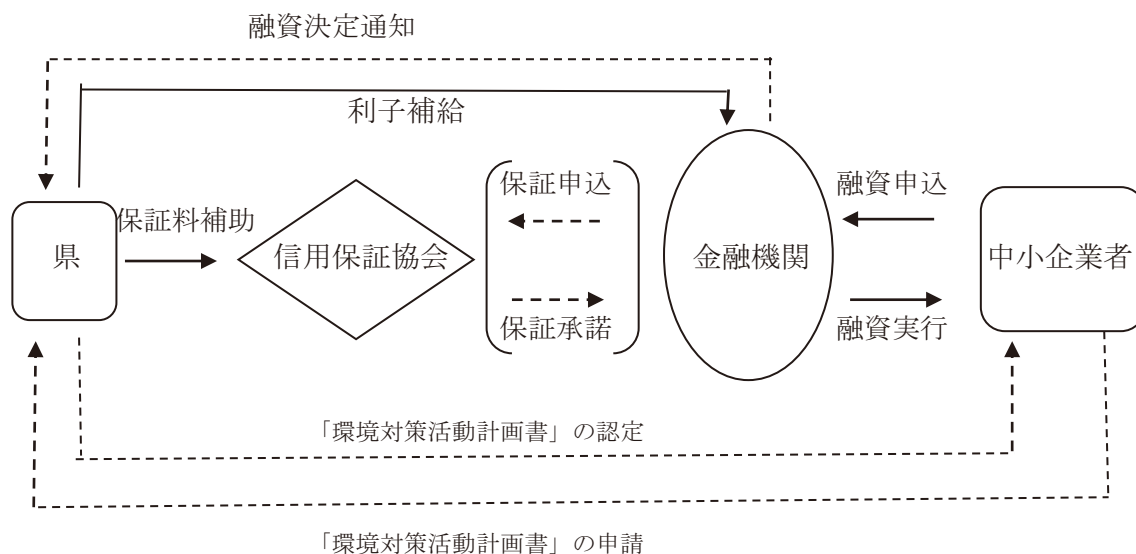 融資決定通知
利子補給
保証申込
融資申込
保証料補助
県
信用保証協会
金融機関
中小企業者
保証承諾
融資実行
「環境対策活動計画書」の認定
「環境対策活動計画書」の申請